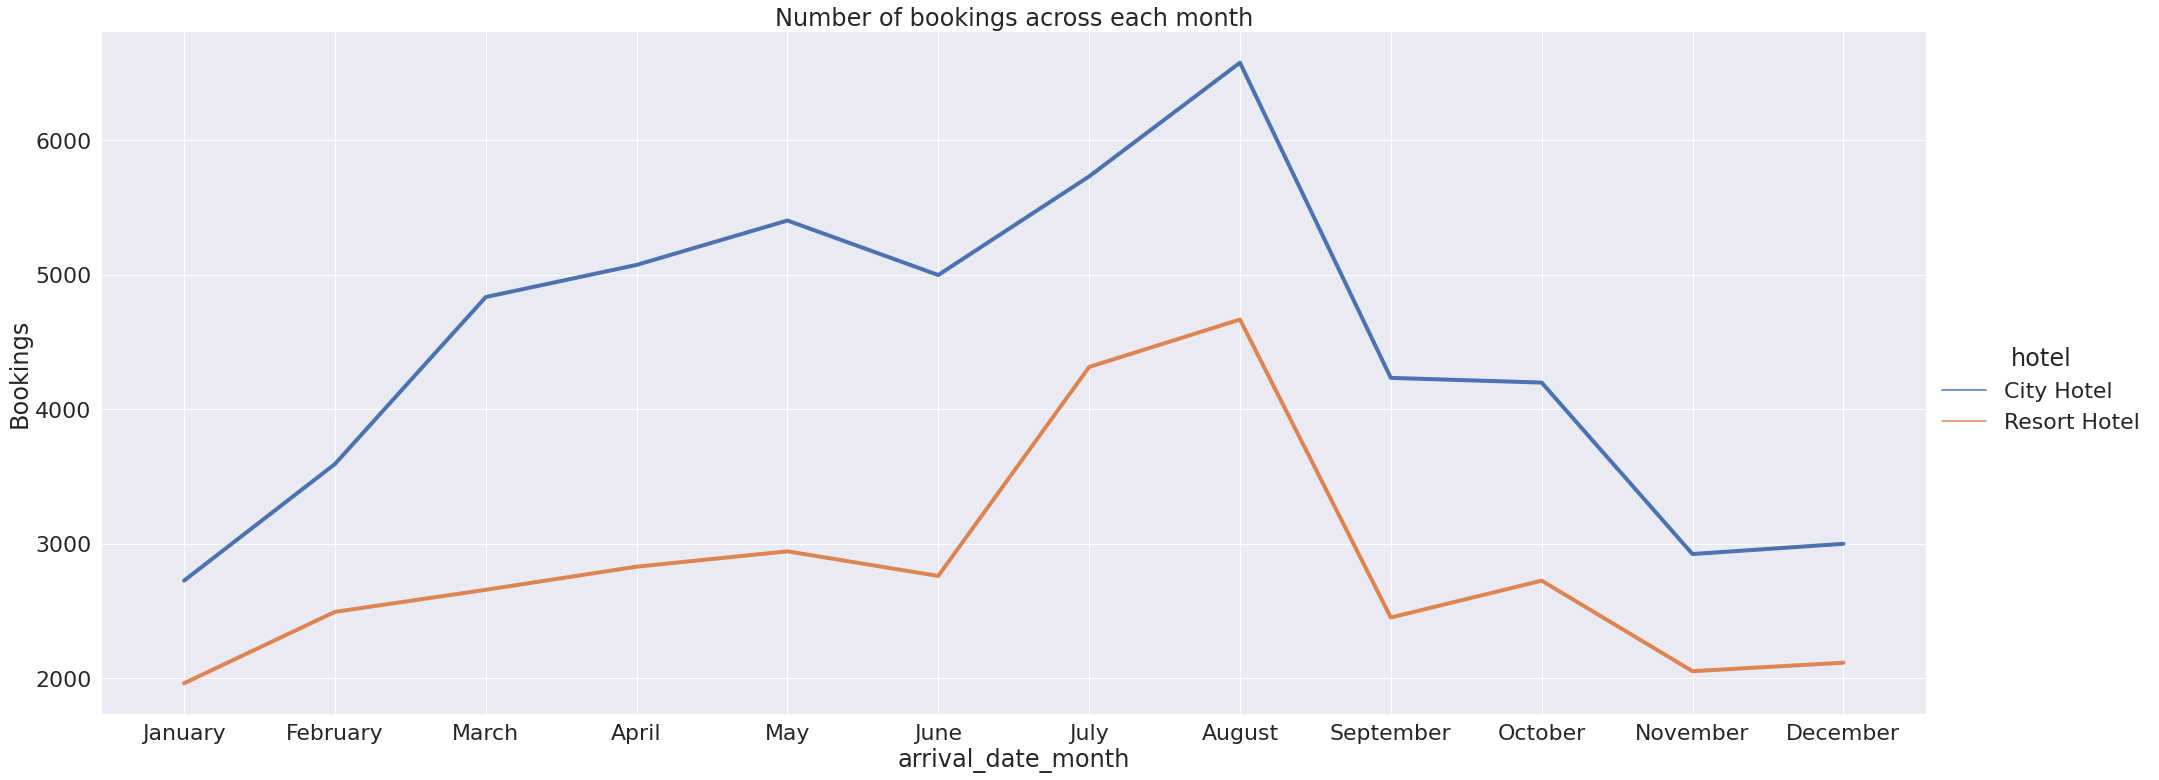 Number of bookings across each month
6000
5000
4000
3000
2000
Bookings
January February March April May June July August September October November December
arrival_date_month
hotel
City Hotel
Resort Hotel